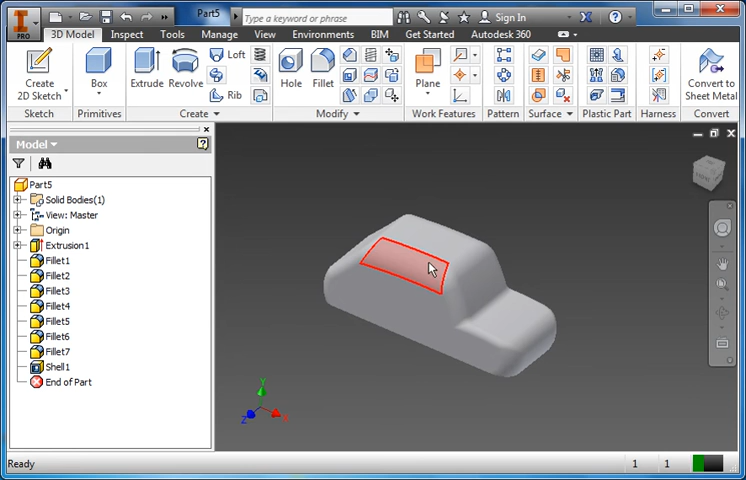 Part5
Type a keyword or phrase
Sign In
PRO
3D Model
Inspect
Tools
Manage
View
Environments
BIM
Get Started
Autodesk 360
Create
2D Sketch
Box
Extrude
Revolve
Loft
Rib
Hole
Fillet
Plane
Convert to
Sheet Metal
Sketch
Primitives
Create
Modify
Work Features
Pattern
Surface
Plastic Part
Harness
Convert
Model
Part5
Solid Bodies(1)
View: Master
Origin
Extrusion1
Fillet1
Fillet2
Fillet3
Fillet4
Fillet5
Fillet6
Fillet7
Shell1
End of Part
Y
X
Z
Ready
1
1